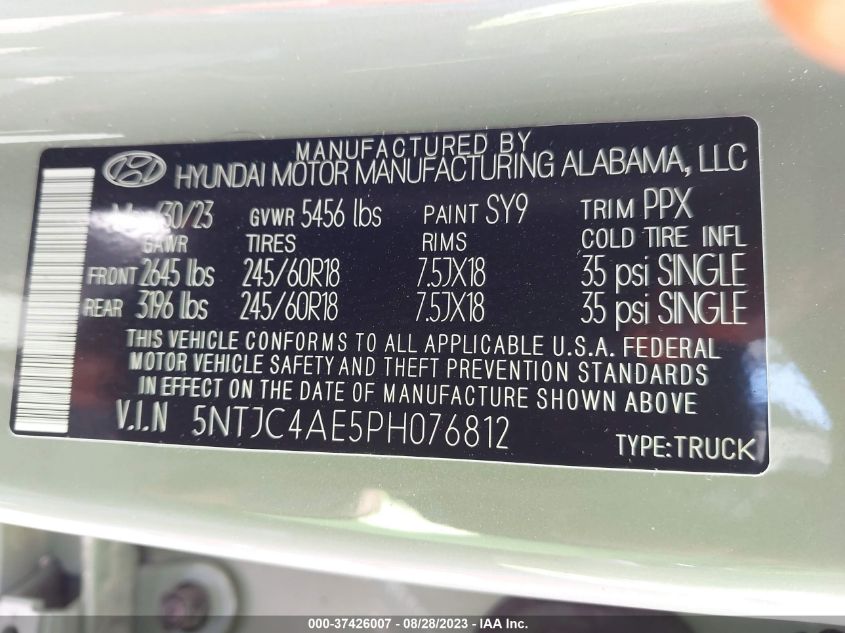 MANUFACTURED BY
HYUNDAI MOTOR MANUFACTURING ALABAMA, LLC
/30/23 GVWR 5456 lbs PAINT SY9 TRIM PPX
GAWR TIRES RIMS COLD TIRE INFL
FRONT 2645 lbs 245/60R18 7.5JX18 35 psi SINGLE
REAR 3196 lbs 245/60R18 7.5JX18 35 psi SINGLE
THIS VEHICLE CONFORMS TO ALL APPLICABLE U.S.A. FEDERAL
MOTOR VEHICLE SAFETY AND THEFT PREVENTION STANDARDS
IN EFFECT ON THE DATE OF MANUFACTURE SHOWN ABOVE
V.I.N 5NTJC4AE5PH076812
TYPE:TRUCK
000-37426007 - 08/28/2023 - IAA Inc.